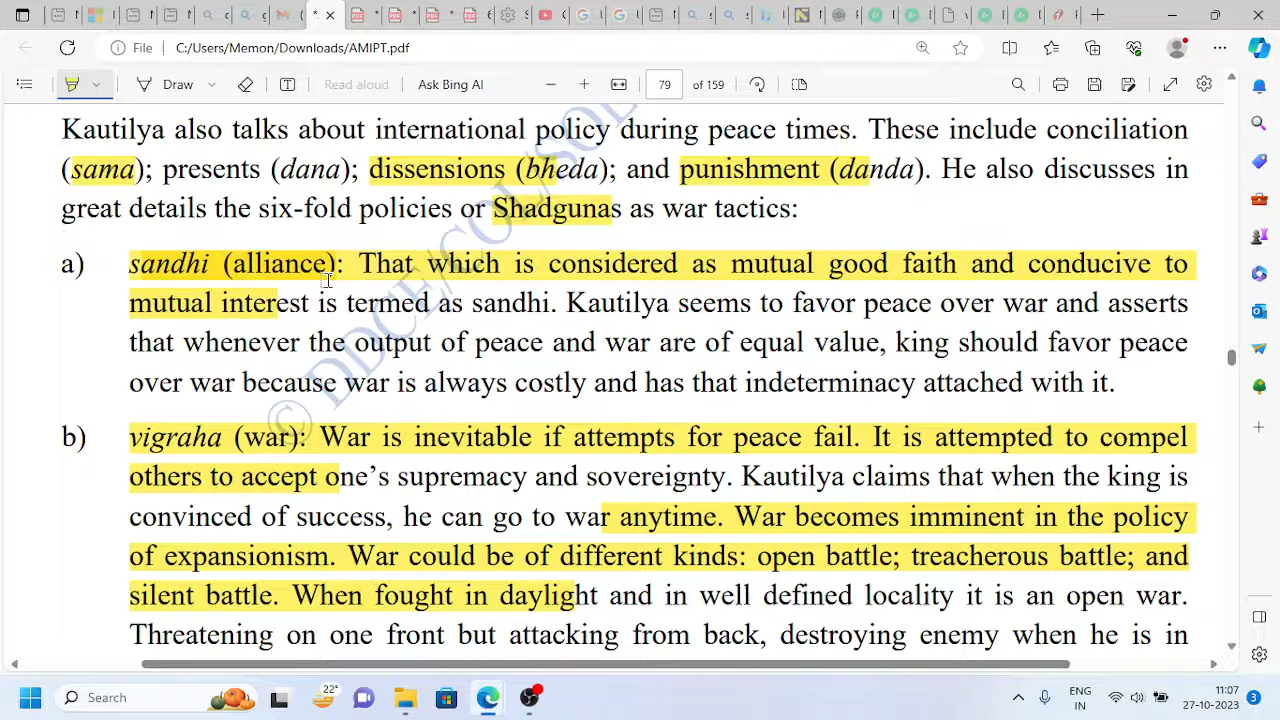 File
C:/Users/Memon/Downloads/AMIPT.pdf
Draw
Read aloud
Ask Bing AI
79
of 159
Kautilya also talks about international policy during peace times. These include conciliation
(sama); presents (dana); dissensions (bheda); and punishment (danda). He also discusses in
great details the six-fold policies or Shadgunas as war tactics:
a) sandhi (alliance): That which is considered as mutual good faith and conducive to
mutual interest is termed as sandhi. Kautilya seems to favor peace over war and asserts
that whenever the output of peace and war are of equal value, king should favor peace
over war because war is always costly and has that indeterminacy attached with it.
b) vigraha (war): War is inevitable if attempts for peace fail. It is attempted to compel
others to accept one’s supremacy and sovereignty. Kautilya claims that when the king is
convinced of success, he can go to war anytime. War becomes imminent in the policy
of expansionism. War could be of different kinds: open battle; treacherous battle; and
silent battle. When fought in daylight and in well defined locality it is an open war.
Threatening on one front but attacking from back, destroying enemy when he is in
© DDCE/COL/SOL
Search
22°
ENG
IN
11:07
27-10-2023
3